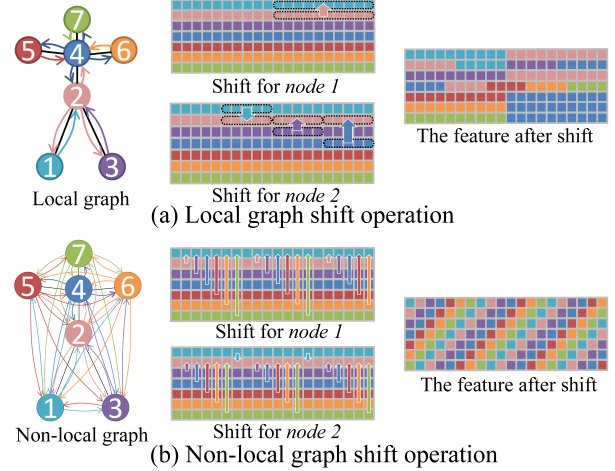 7
5 4 6
2
1 3
Local graph
Shift for node 1
Shift for node 2
The feature after shift
(a) Local graph shift operation
7
5 4 6
2
1 3
Non-local graph
Shift for node 1
Shift for node 2
The feature after shift
(b) Non-local graph shift operation